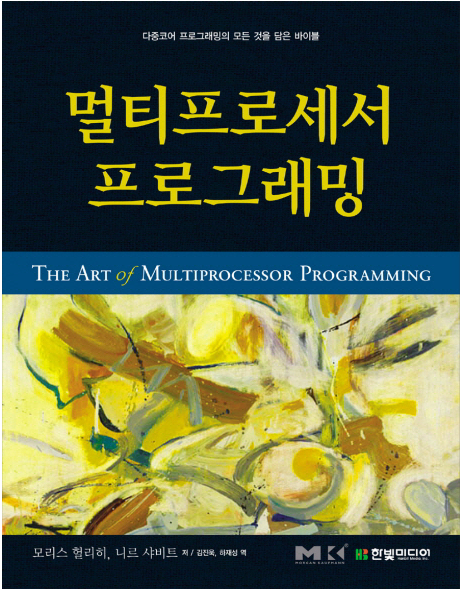 다중코어 프로그래밍의 모든 것을 담은 바이블
멀티프로세서
프로그래밍
THE ART of MULTIPROCESSOR PROGRAMMING
모리스 헐리히, 니르 샤비트 저 / 김진욱, 하재승 역
MK
MORGAN KAUFMANN
HB 한빛미디어
Hanbit Media, Inc.